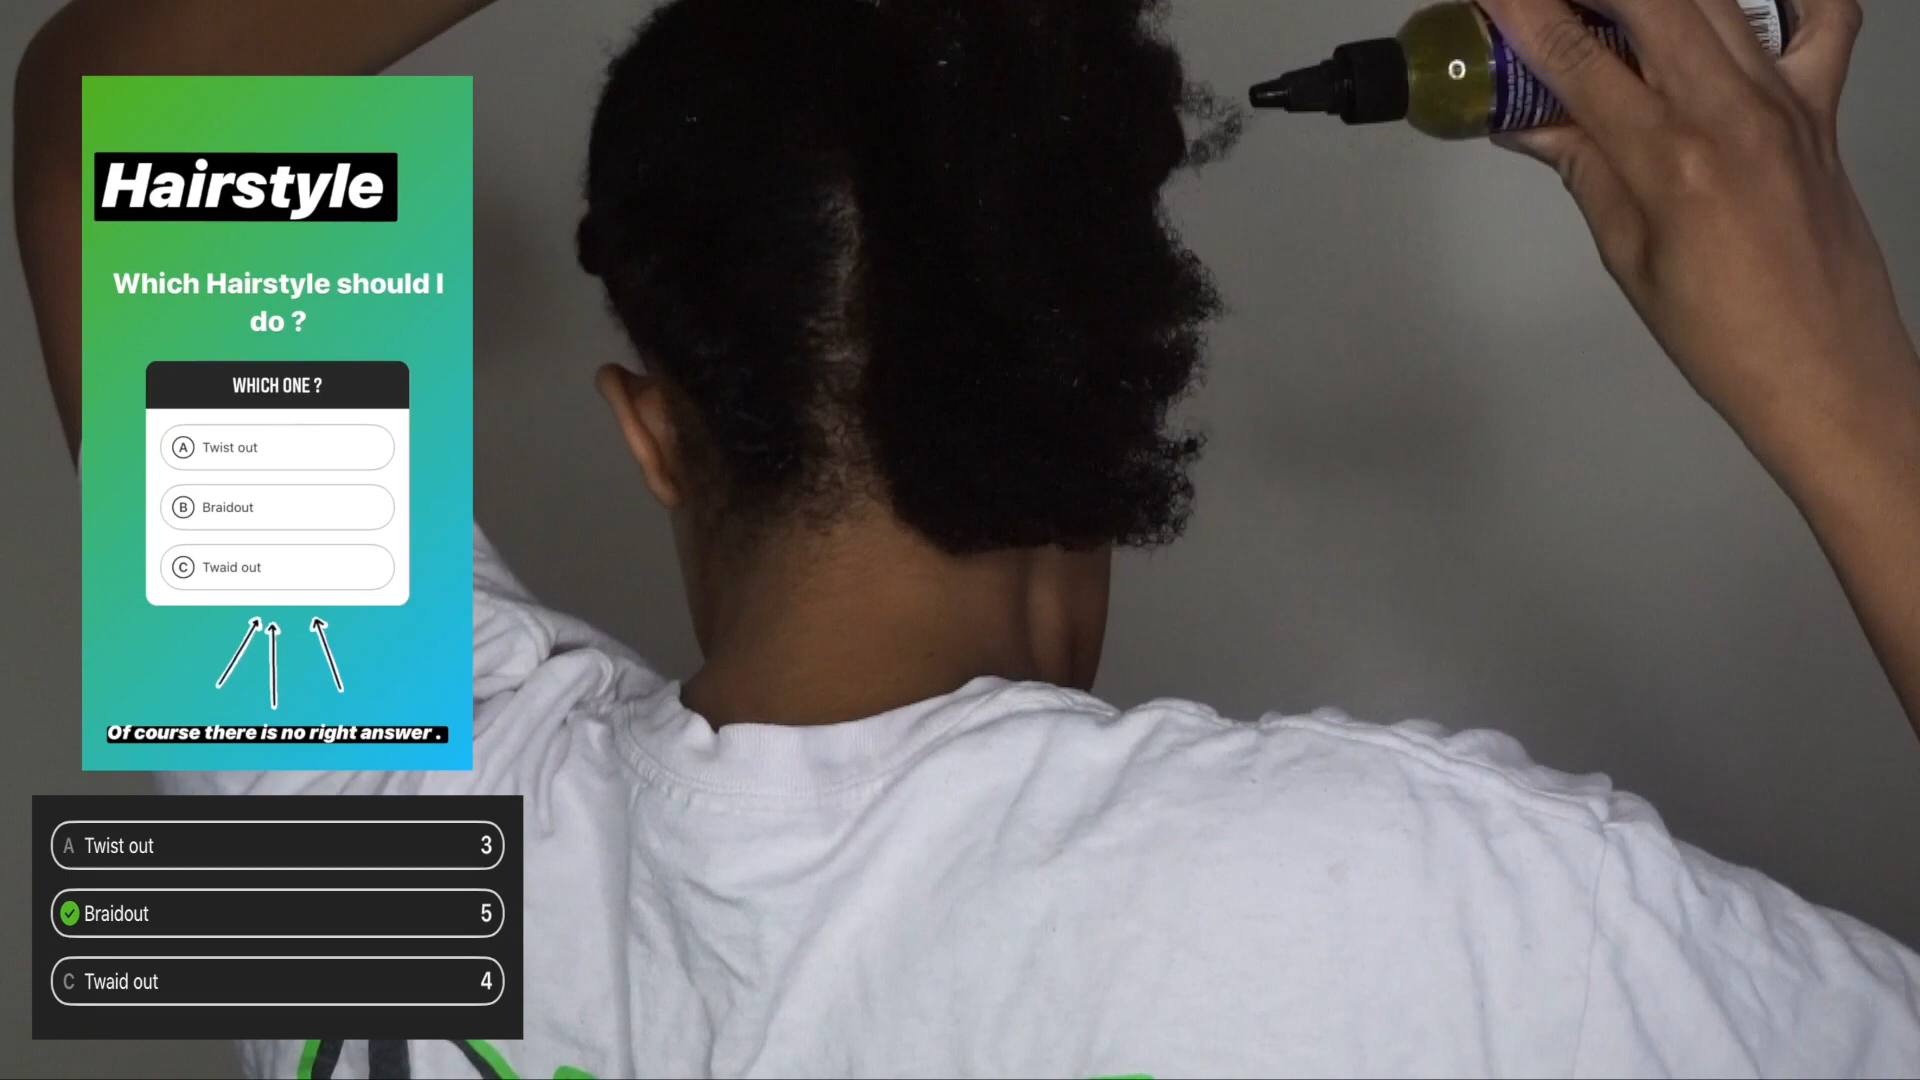 Hairstyle
Which Hairstyle should I
do ?
WHICH ONE ?
A Twist out
B Braidout
C Twaid out
Of course there is no right answer .
A Twist out 3
Braidout 5
C Twaid out 4